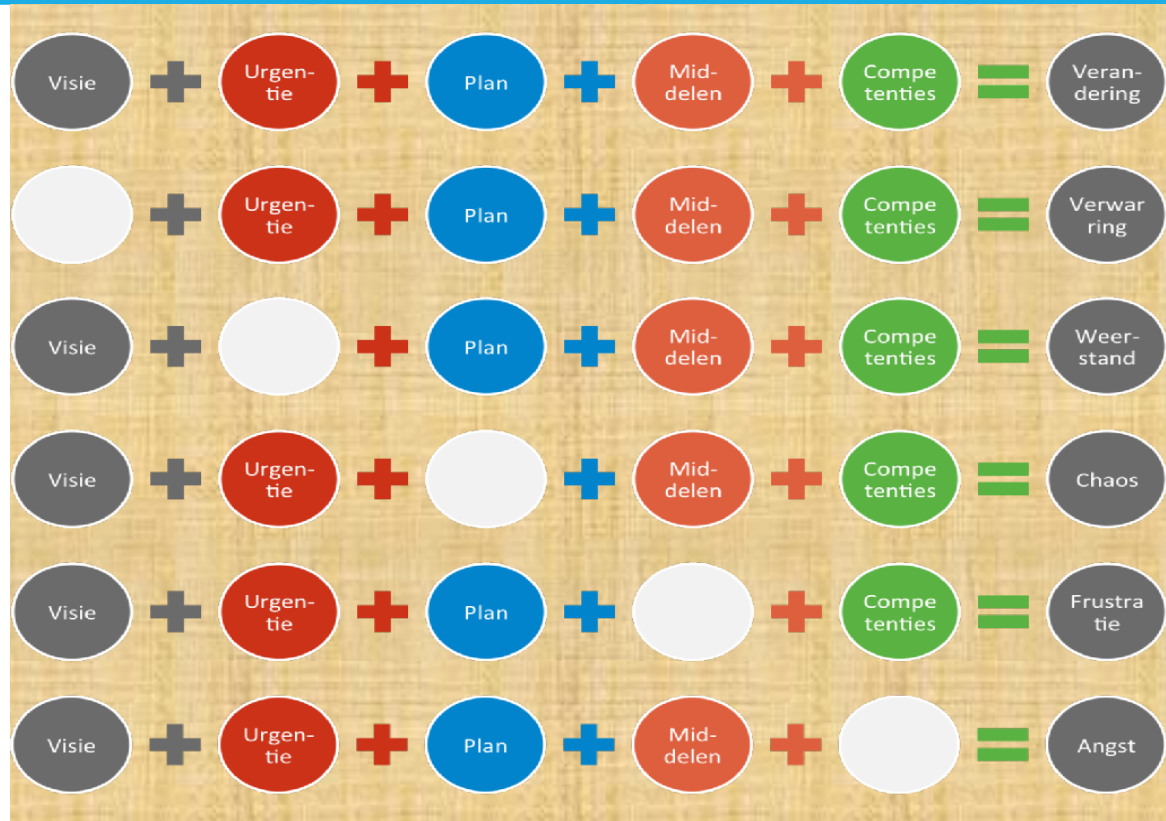 Visie + Urgen-
tie + Plan + Mid-
delen + Compe
tenties = Veran-
dering
+ Urgen-
tie + Plan + Mid-
delen + Compe
tenties = Verwar
ring
Visie + + Plan + Mid-
delen + Compe
tenties = Weer-
stand
Visie + Urgen-
tie + + Mid-
delen + Compe
tenties = Chaos
Visie + Urgen-
tie + Plan + + Compe
tenties = Frustra
tie
Visie + Urgen-
tie + Plan + Mid-
delen + = Angst